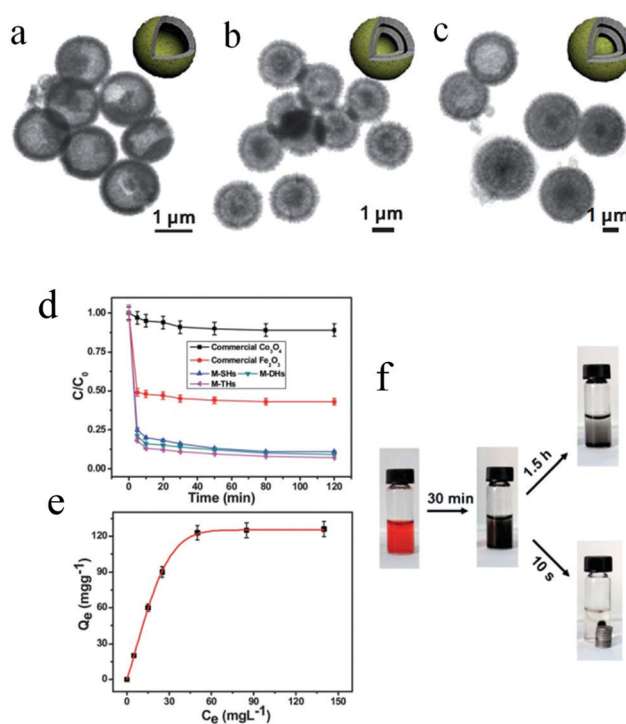 a
b
c
1 μm
1 μm
1 μm
d
C/C0
1.00
0.75
0.50
0.25
0.00
Commercial Co3O4
Commercial Fe2O3
M-SHs M-DHs
M-THs
0 20 40 60 80 100 120
Time (min)
e
Qe (mgg-1)
120
90
60
30
0
0 30 60 90 120 150
Ce (mgL-1)
f
30 min
1.5 h
10 s